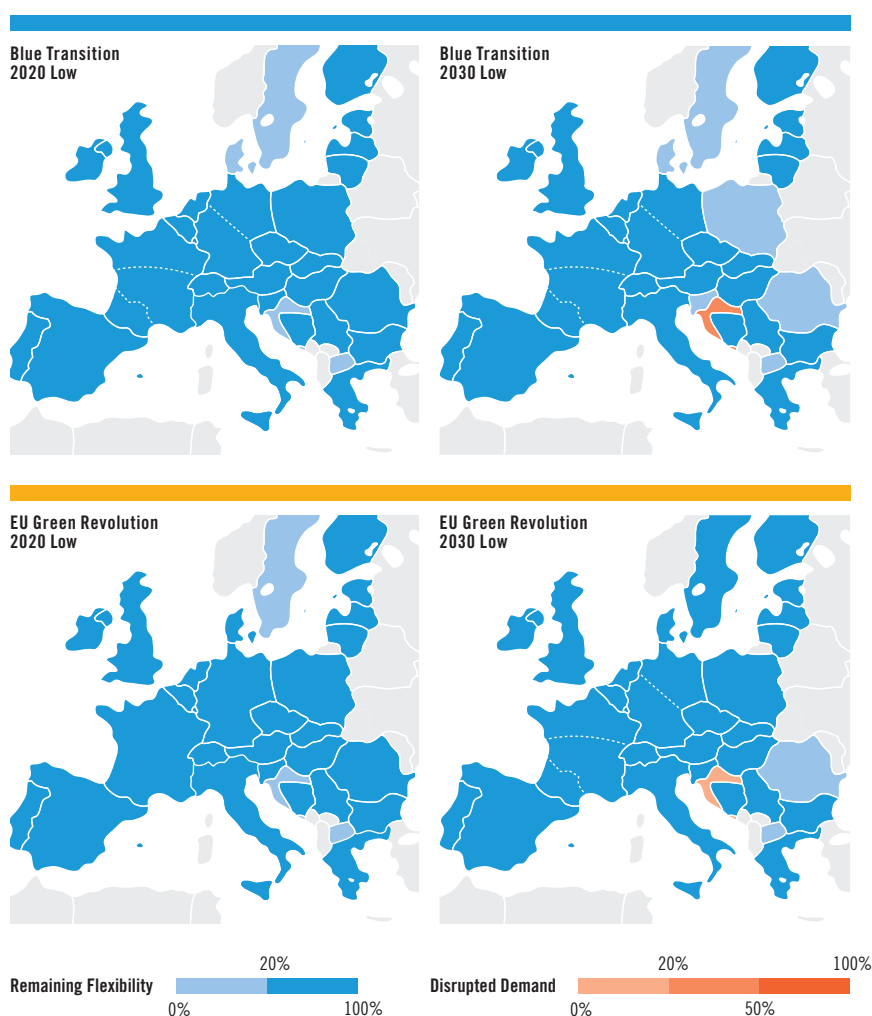 Blue Transition
2020 Low
Blue Transition
2030 Low
EU Green Revolution
2020 Low
EU Green Revolution
2030 Low
20%
Remaining Flexibility
0%
100%
20%
100%
Disrupted Demand
0%
50%